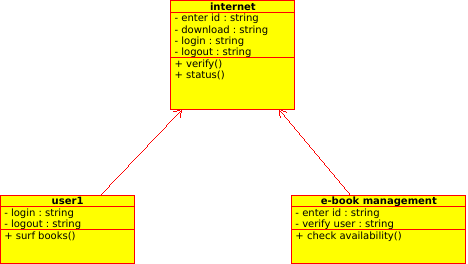 internet
- enter id : string
- download : string
- login : string
- logout : string
+ verify()
+ status()
user1
- login : string
- logout : string
+ surf books()
e-book management
- enter id : string
- verify user : string
+ check availability()